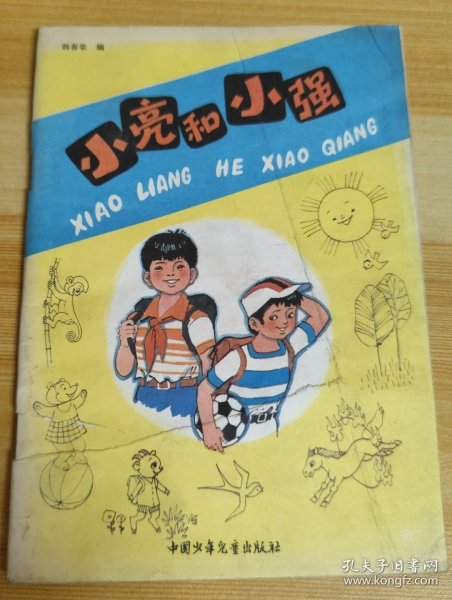 韩春荣 编
小亮和小强
XIAO LIANG HE XIAO QIANG
中国少年儿童出版社
孔夫子旧书网
www.kongfz.com